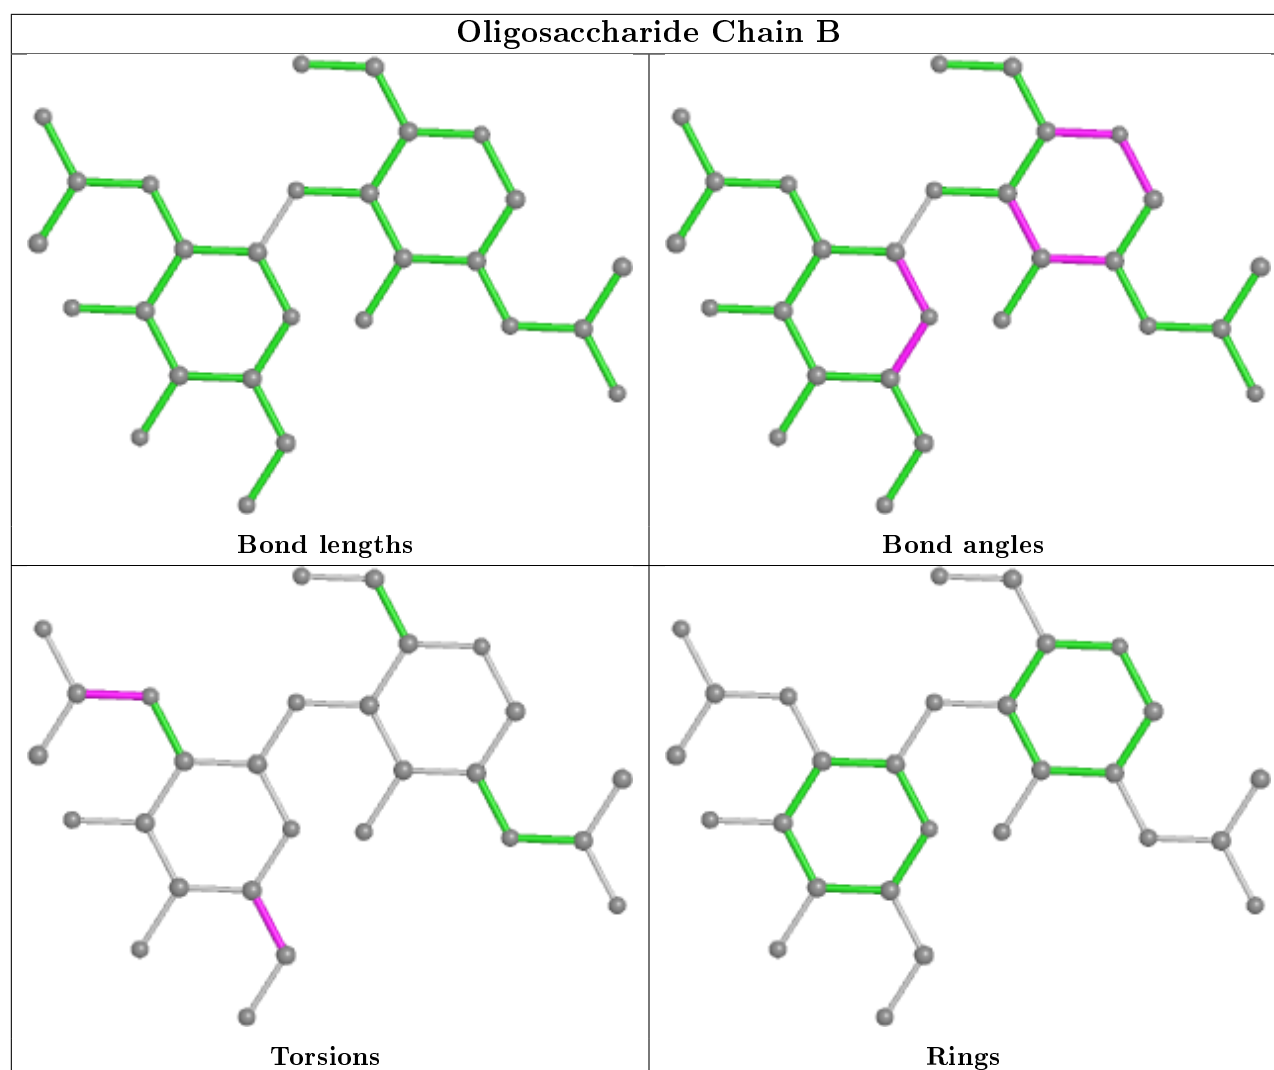 Oligosaccharide Chain B
Bond lengths
Bond angles
Torsions
Rings